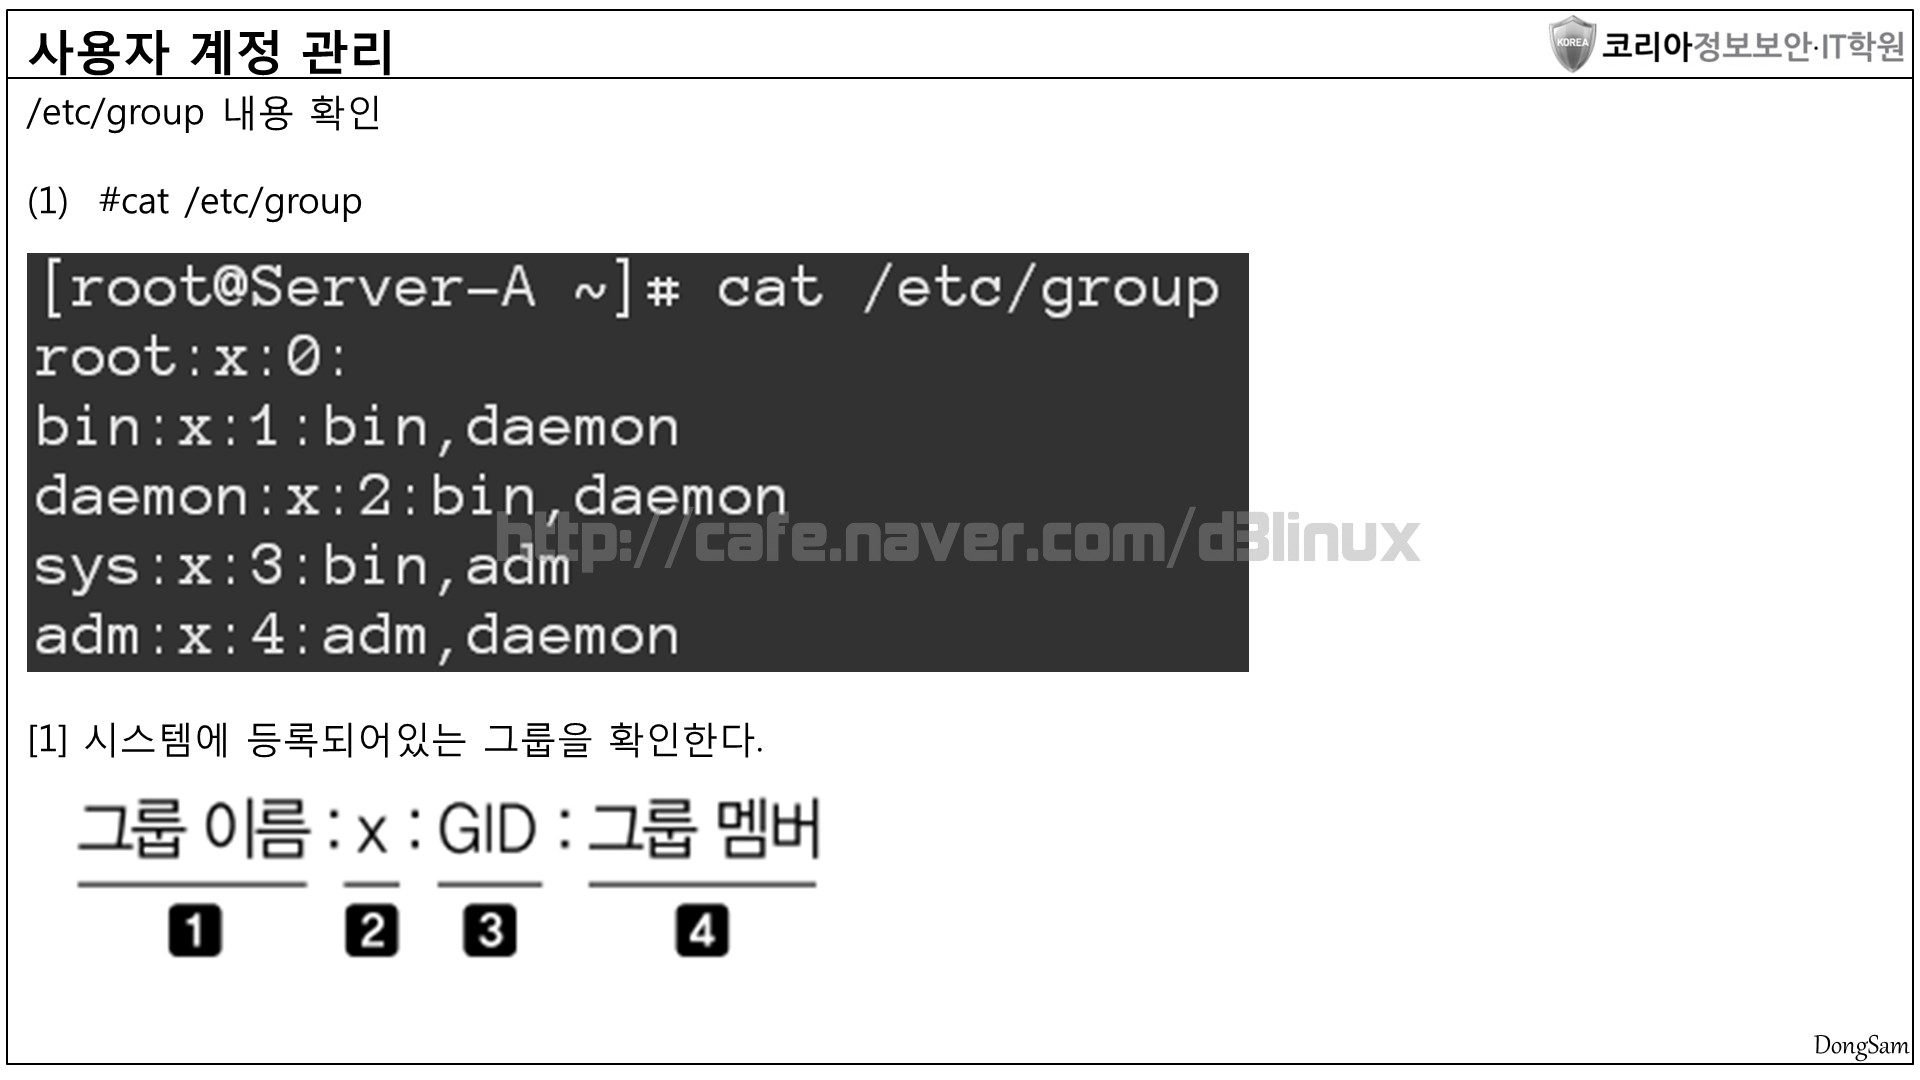 사용자 계정 관리
KOREA 코리아정보보안·IT학원
/etc/group 내용 확인
(1) #cat /etc/group
[root@Server-A ~]# cat /etc/group
root:x:0:
bin:x:1:bin,daemon
daemon:x:2:bin,daemon
http://cafe.naver.com/d3linux
sys:x:3:bin,adm
adm:x:4:adm,daemon
[1] 시스템에 등록되어있는 그룹을 확인한다.
그룹 이름 : x : GID : 그룹 멤버
1 2 3 4
DongSam